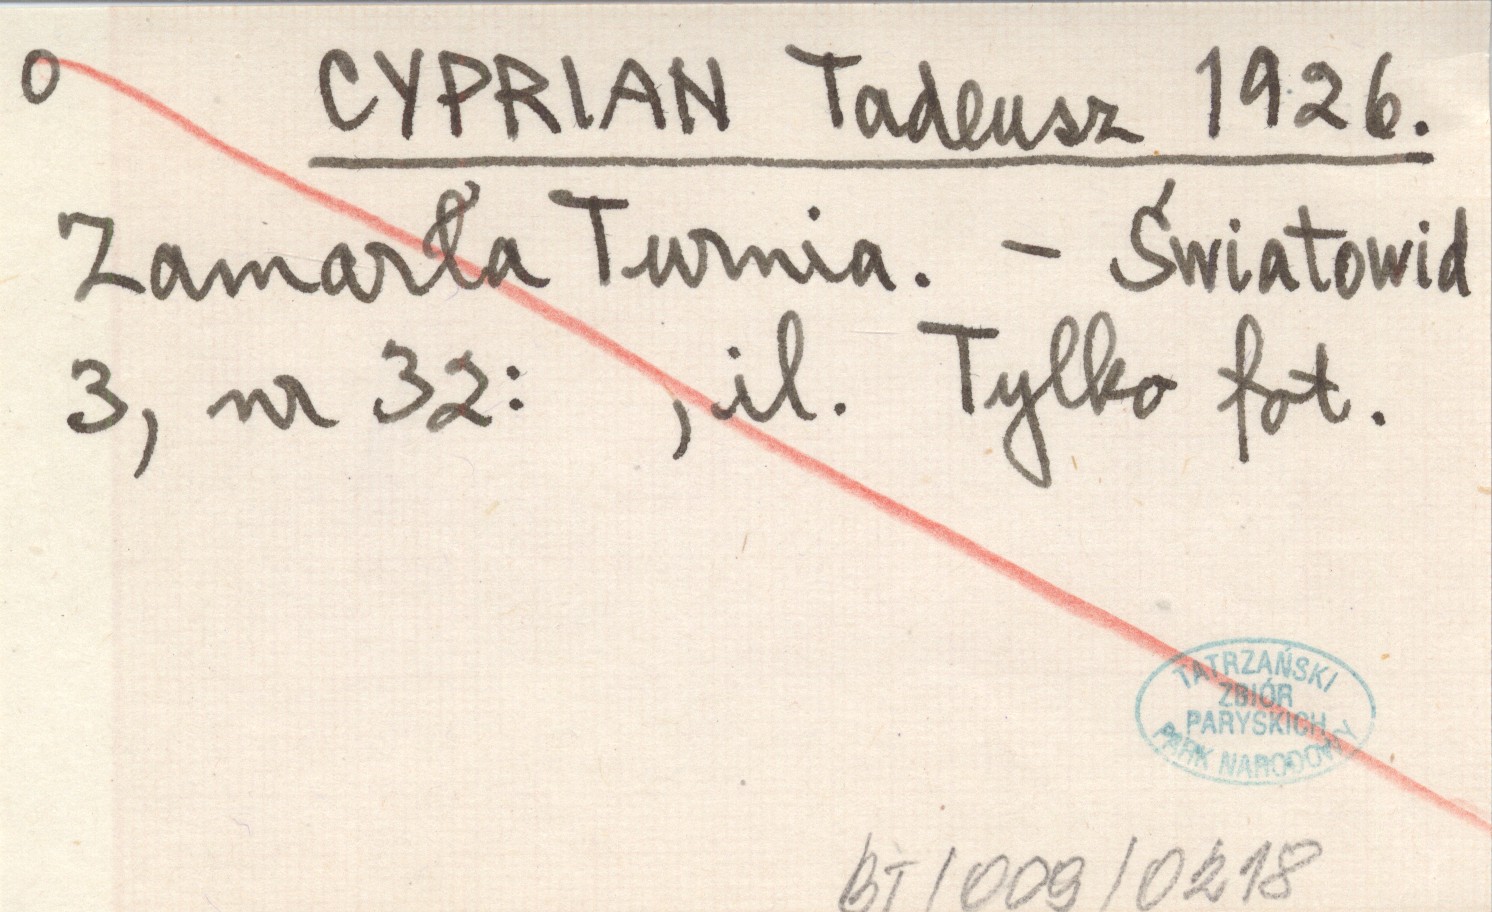 O CYPRIAN Tadeusz 1926.
Zamarła Turnia. - Światowid
3, nr 32: , il. Tylko fot.
TATRZAŃSKI
ZBIÓR
PARYSKICH
PARK NARODOWY
BT/009/0218